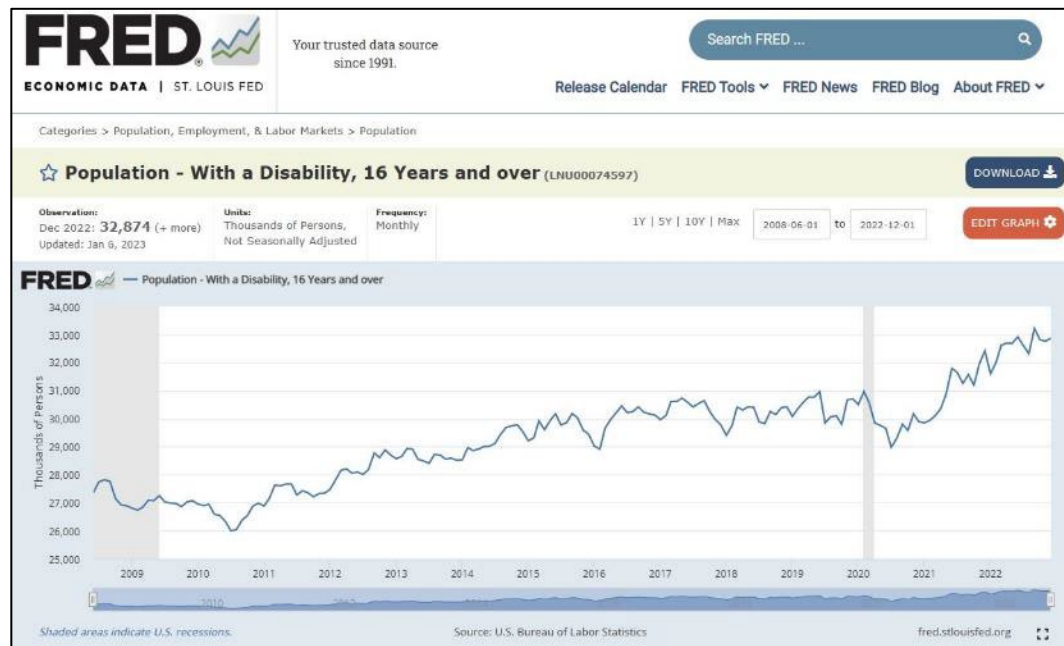 FRED®
ECONOMIC DATA | ST. LOUIS FED
Your trusted data source
since 1991.
Search FRED ...
Release Calendar FRED Tools FRED News FRED Blog About FRED
Categories > Population, Employment, & Labor Markets > Population
Population - With a Disability, 16 Years and over (LNU00074597)
DOWNLOAD
Observation:
Dec 2022: 32,874 (+ more)
Updated: Jan 6, 2023
Units:
Thousands of Persons,
Not Seasonally Adjusted
Frequency:
Monthly
1Y | 5Y | 10Y | Max
2008-06-01 to 2022-12-01
EDIT GRAPH
FRED — Population - With a Disability, 16 Years and over
34,000
33,000
32,000
31,000
30,000
29,000
28,000
27,000
26,000
25,000
Thousands of Persons
2009 2010 2011 2012 2013 2014 2015 2016 2017 2018 2019 2020 2021 2022
2010
Shaded areas indicate U.S. recessions.
Source: U.S. Bureau of Labor Statistics
fred.stlouisfed.org